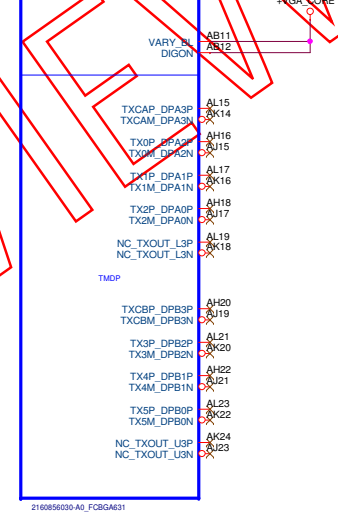 +VGA_CORE
VARY_BL AB11
DIGON AB12
TXCAP_DPA3P AL15
TXCAM_DPA3N AK14
TX0P_DPA2P AH16
TX0M_DPA2N AJ15
TX1P_DPA1P AL17
TX1M_DPA1N AK16
TX2P_DPA0P AH18
TX2M_DPA0N AJ17
NC_TXOUT_L3P AL19
NC_TXOUT_L3N AK18
TMDP
TXCBP_DPB3P AH20
TXCBM_DPB3N AJ19
TX3P_DPB2P AL21
TX3M_DPB2N AK20
TX4P_DPB1P AH22
TX4M_DPB1N AJ21
TX5P_DPB0P AL23
TX5M_DPB0N AK22
NC_TXOUT_U3P AK24
NC_TXOUT_U3N AJ23
2160856030-A0_FCBGA631